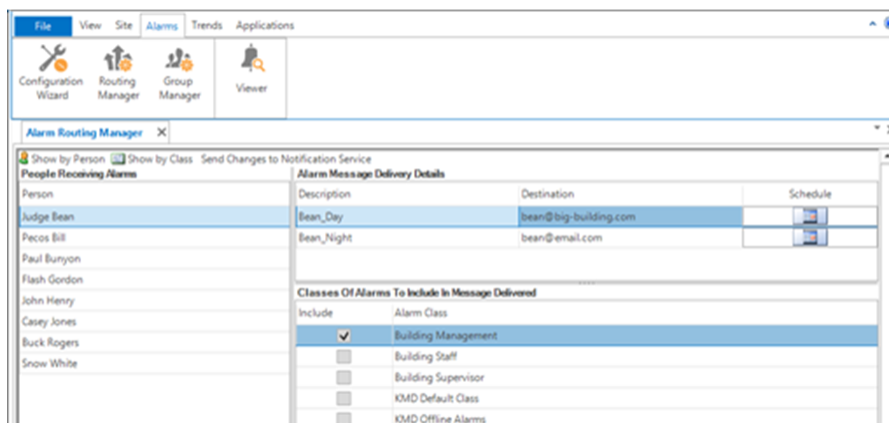 File View Site Alarms Trends Applications
Configuration Wizard
Routing Manager
Group Manager
Viewer
Alarm Routing Manager X
Show by Person Show by Class Send Changes to Notification Service
People Receiving Alarms
Person
Judge Bean
Pecos Bill
Paul Bunyon
Flash Gordon
John Henry
Casey Jones
Buck Rogers
Snow White
Alarm Message Delivery Details
Description Destination Schedule
Bean_Day bean@big-building.com
Bean_Night bean@email.com
Classes Of Alarms To Include In Message Delivered
Include Alarm Class
Building Management
Building Staff
Building Supervisor
KMD Default Class
KMD Offline Alarms